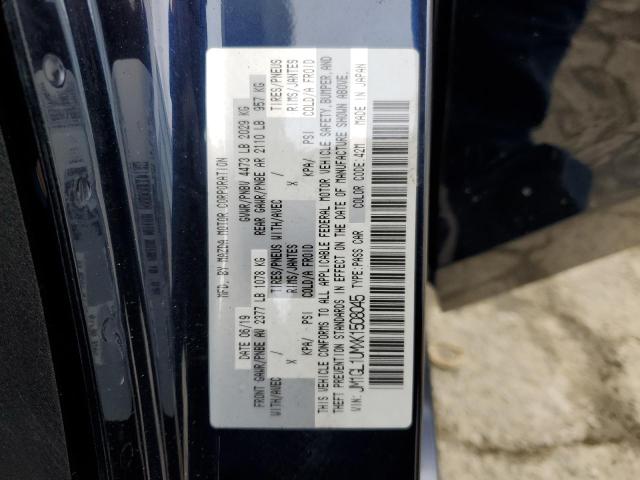 MFD. BY MAZDA MOTOR CORPORATION
DATE 06/19 GVWR/PNBV 4473 LB 2029 KG
FRONT GAWR/PNBE AV 2377 LB 1078 KG REAR GAWR/PNBE AR 2110 LB 957 KG
WITH/AVEC / TIRES/PNEUS WITH/AVEC / TIRES/PNEUS
X RIMS/JANTES X RIMS/JANTES
KPA/ PSI COLD/A FROID KPA/ PSI COLD/A FROID
THIS VEHICLE CONFORMS TO ALL APPLICABLE FEDERAL MOTOR VEHICLE SAFETY, BUMPER, AND
THEFT PREVENTION STANDARDS IN EFFECT ON THE DATE OF MANUFACTURE SHOWN ABOVE.
VIN: TYPE:PASS CAR COLOR CODE: 42M MADE IN JAPAN